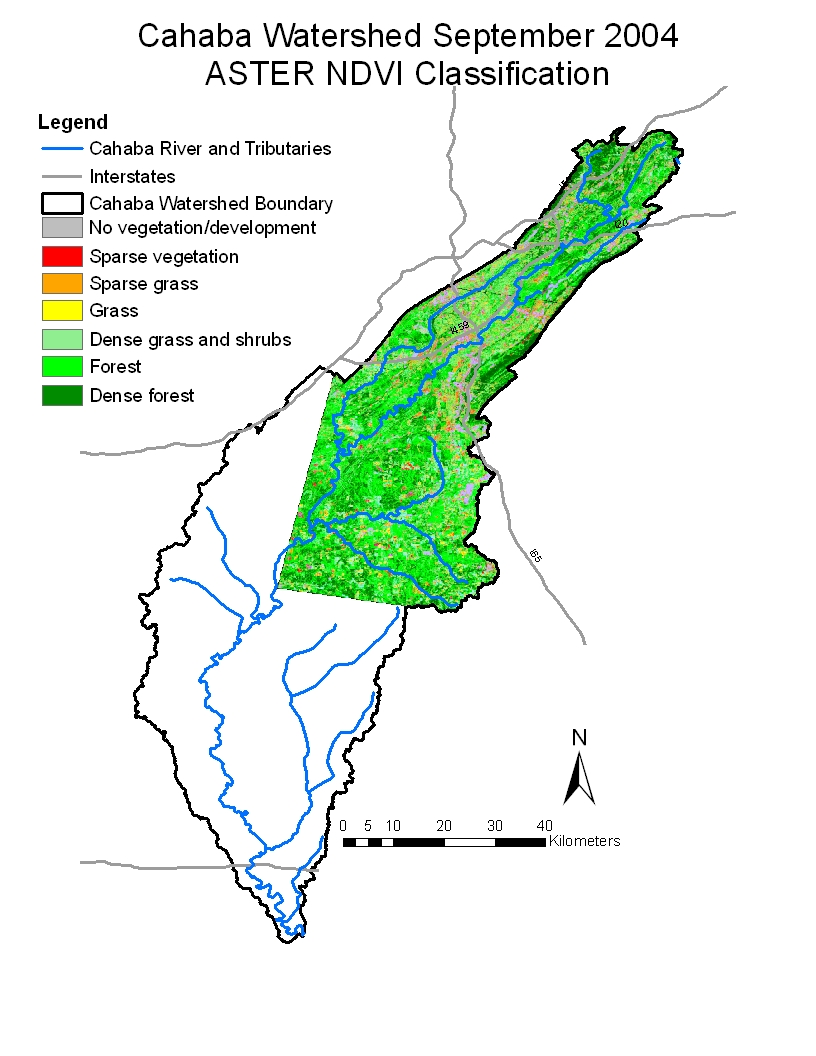 Cahaba Watershed September 2004
ASTER NDVI Classification
Legend
Cahaba River and Tributaries
Interstates
Cahaba Watershed Boundary
No vegetation/development
Sparse vegetation
Sparse grass
Grass
Dense grass and shrubs
Forest
Dense forest
I20
I459
I65
N
0 5 10 20 30 40
Kilometers